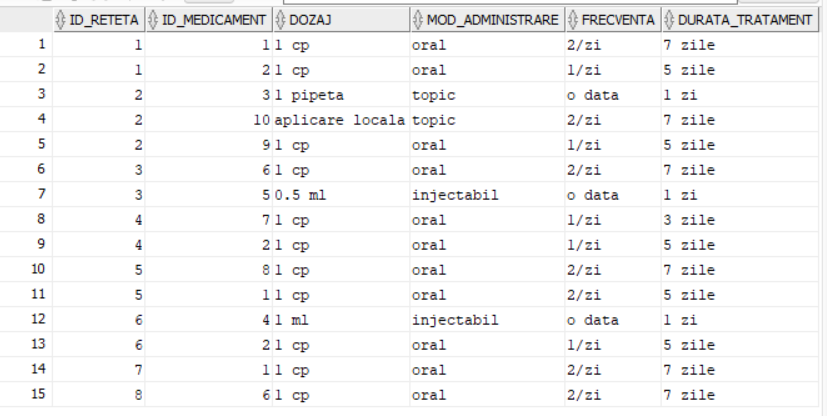 ID_RETETA ID_MEDICAMENT DOZAJ MOD_ADMINISTRARE FRECVENTA DURATA_TRATAMENT
1 1 1 1 cp oral 2/zi 7 zile
2 1 2 1 cp oral 1/zi 5 zile
3 2 3 1 pipeta topic o data 1 zi
4 2 10 aplicare locala topic 2/zi 7 zile
5 2 9 1 cp oral 1/zi 5 zile
6 3 6 1 cp oral 2/zi 7 zile
7 3 5 0.5 ml injectabil o data 1 zi
8 4 7 1 cp oral 1/zi 3 zile
9 4 2 1 cp oral 1/zi 5 zile
10 5 8 1 cp oral 2/zi 7 zile
11 5 1 1 cp oral 2/zi 5 zile
12 6 4 1 ml injectabil o data 1 zi
13 6 2 1 cp oral 1/zi 5 zile
14 7 1 1 cp oral 2/zi 7 zile
15 8 6 1 cp oral 2/zi 7 zile